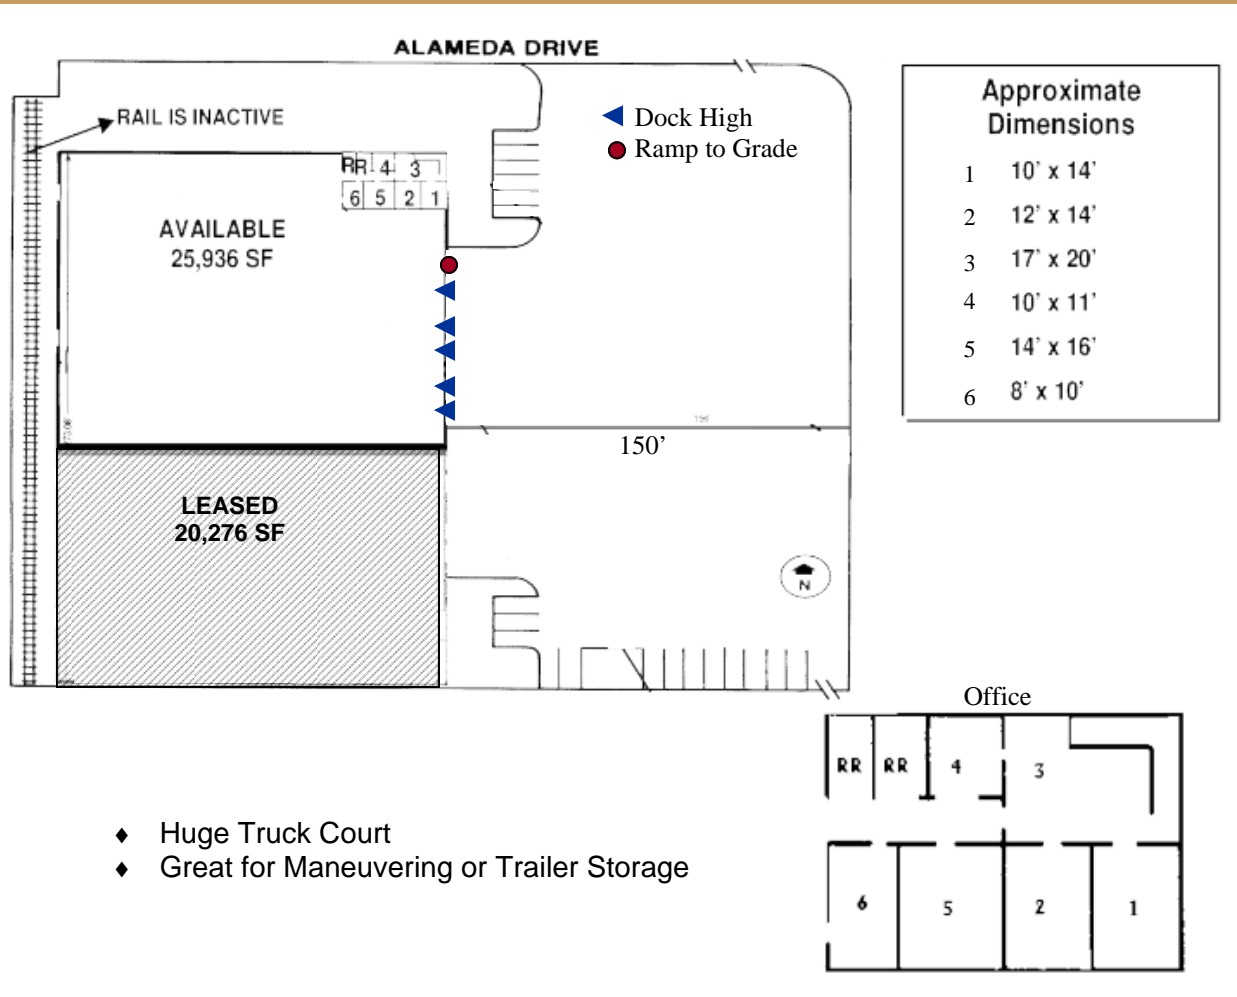 ALAMEDA DRIVE
RAIL IS INACTIVE
Dock High
Ramp to Grade
RR 4 3
6 5 2 1
AVAILABLE
25,936 SF
150'
LEASED
20,276 SF
N
Approximate
Dimensions
1 10' x 14'
2 12' x 14'
3 17' x 20'
4 10' x 11'
5 14' x 16'
6 8' x 10'
Office
RR RR 4 3
6 5 2 1
♦ Huge Truck Court
♦ Great for Maneuvering or Trailer Storage